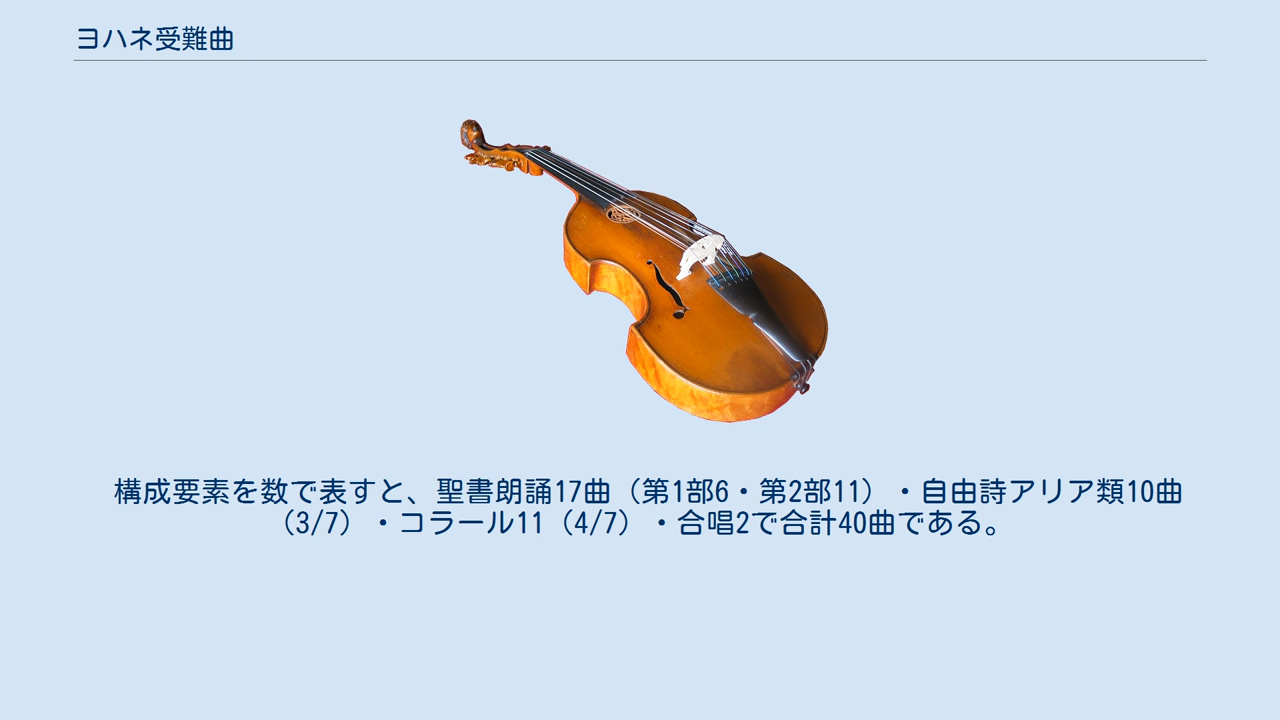 ヨハネ受難曲
構成要素を数で表すと、聖書朗誦17曲（第1部6・第2部11）・自由詩アリア類10曲
（3/7）・コラール11（4/7）・合唱2で合計40曲である。